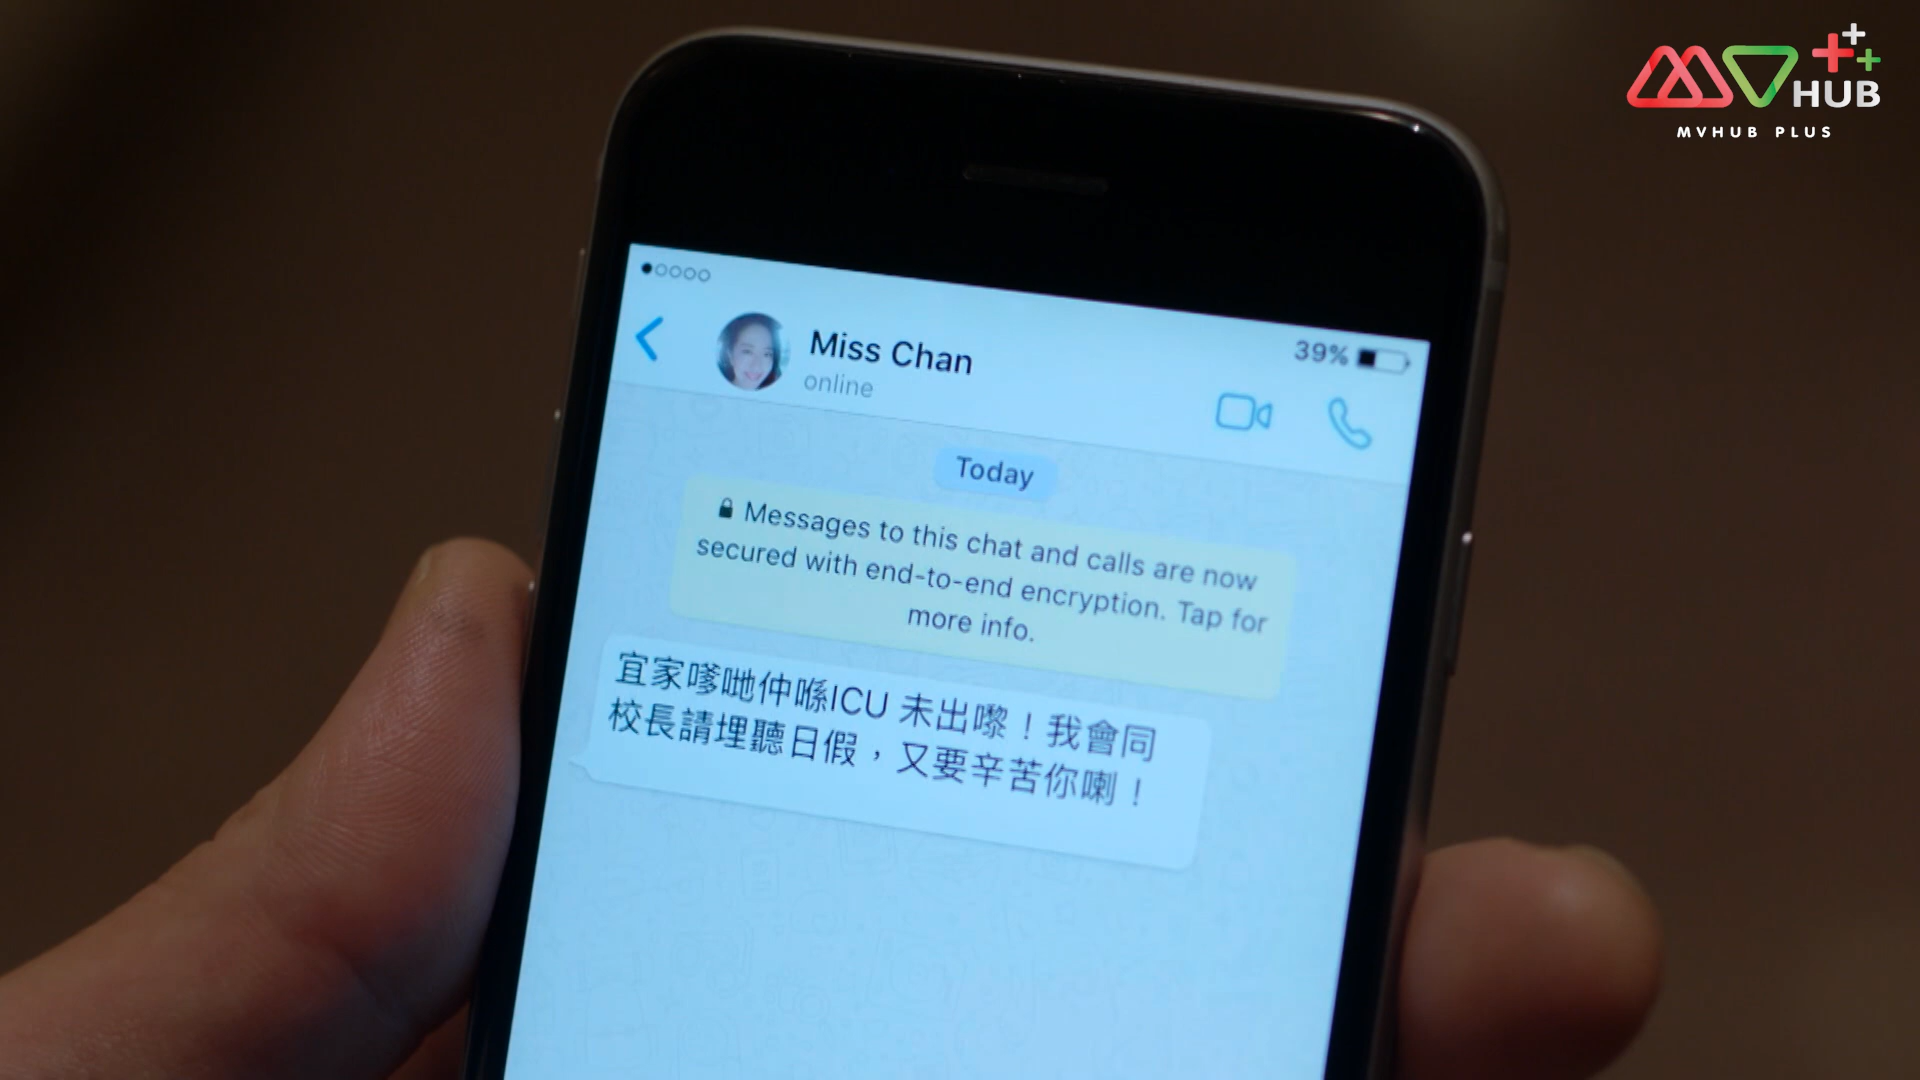 MVHUB
MVHUB PLUS
Miss Chan
online
39%
Today
Messages to this chat and calls are now
secured with end-to-end encryption. Tap for
more info.
宜家嗲哋仲喺ICU 未出嚟！我會同
校長請埋聽日假，又要辛苦你喇！